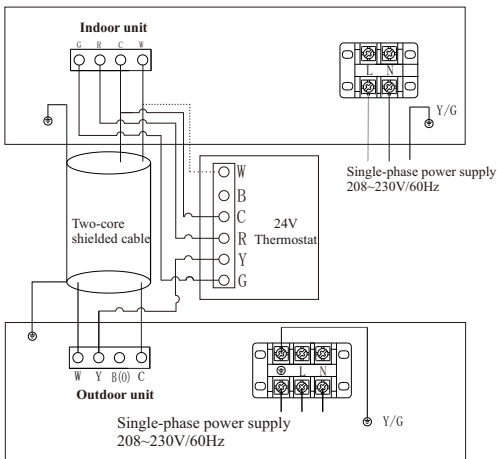 Indoor unit
G R C W
L N
Y/G
Single-phase power supply
208~230V/60Hz
W
B
C
R
Y
G
24V
Thermostat
Two-core
shielded cable
W Y B(O) C
Outdoor unit
L N
Y/G
Single-phase power supply
208~230V/60Hz